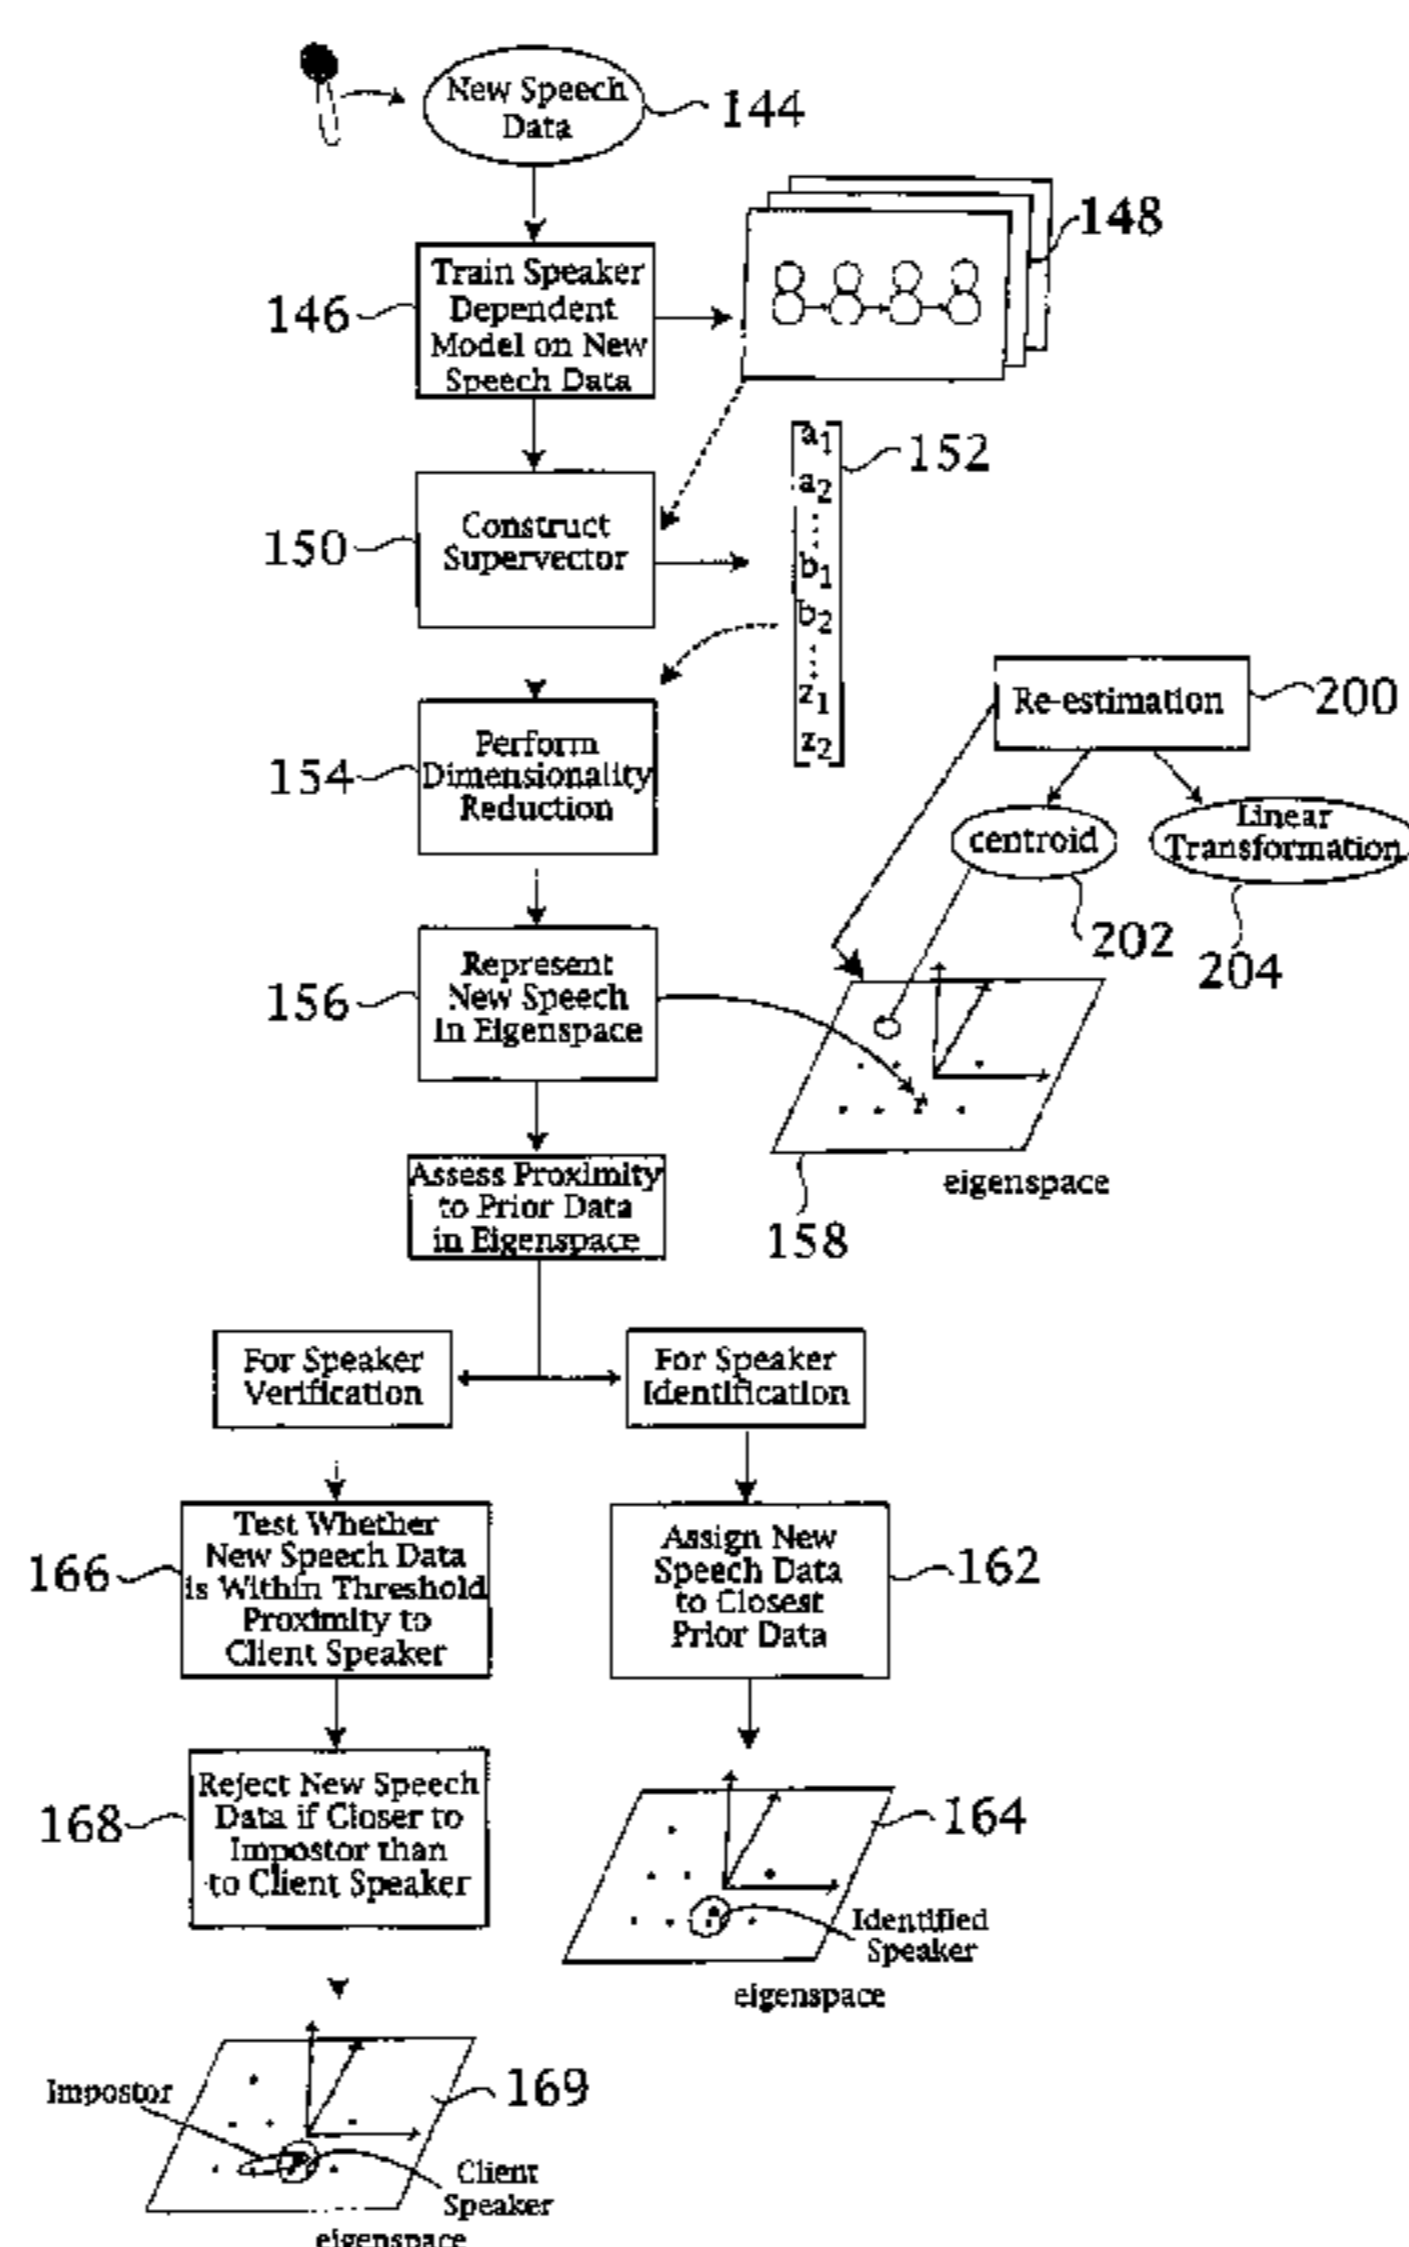 New Speech
Data
144
Train Speaker
Dependent
Model on New
Speech Data
146
148
Construct
Supervector
150
a1
a2
b1
b2
z1
z2
152
Perform
Dimensionality
Reduction
154
Re-estimation
200
centroid
202
Linear
Transformation
204
Represent
New Speech
in Eigenspace
156
eigenspace
158
Assess Proximity
to Prior Data
in Eigenspace
For Speaker
Verification
For Speaker
Identification
Test Whether
New Speech Data
is Within Threshold
Proximity to
Client Speaker
166
Assign New
Speech Data
to Closest
Prior Data
162
Reject New Speech
Data if Closer to
Impostor than
to Client Speaker
168
164
Identified
Speaker
eigenspace
Impostor
169
Client
Speaker
eigenspace